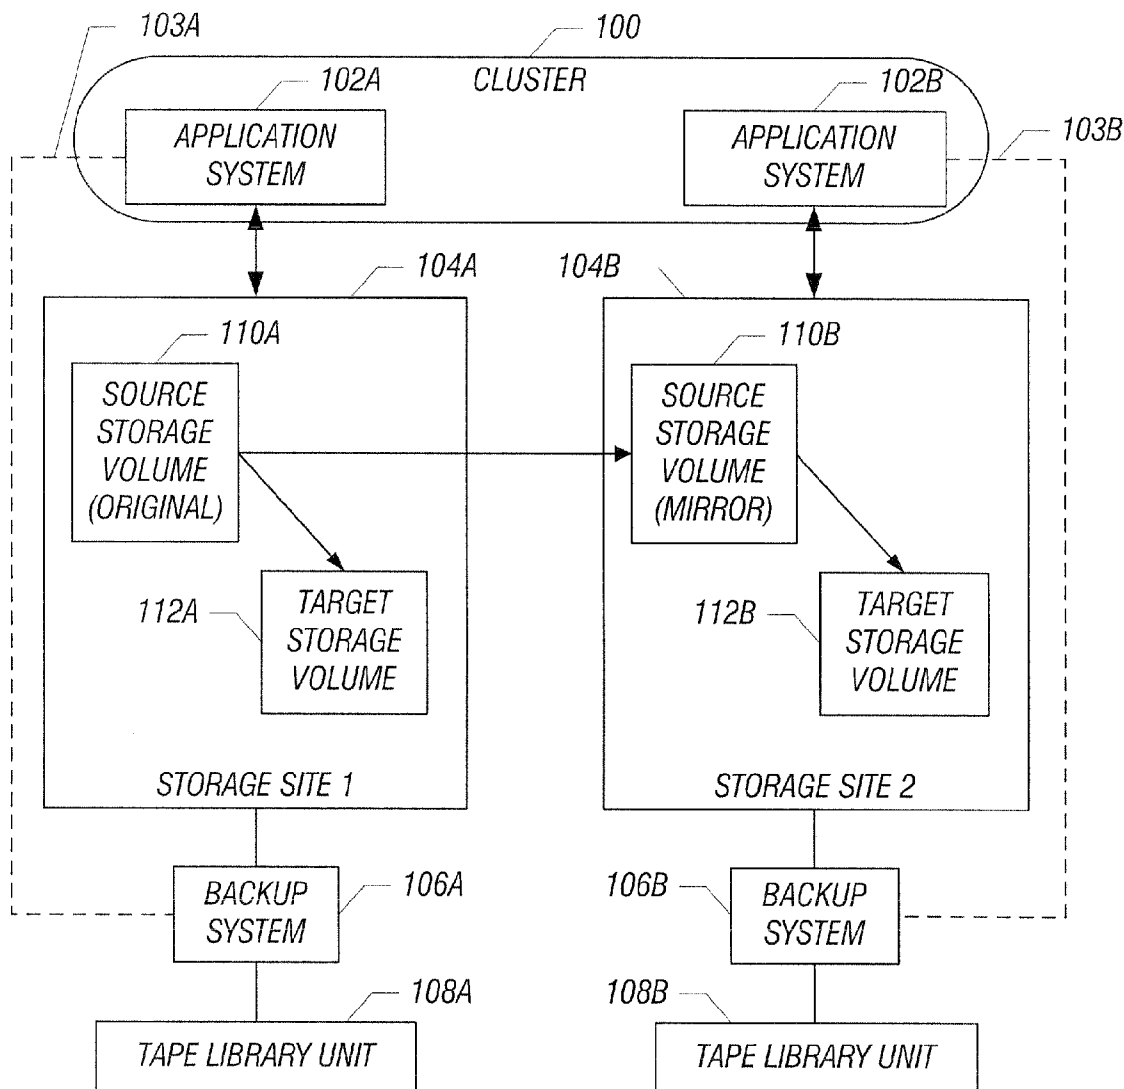 103A
100
CLUSTER
102A
102B
APPLICATION
SYSTEM
APPLICATION
SYSTEM
103B
104A
104B
110A
110B
SOURCE
STORAGE
VOLUME
(ORIGINAL)
SOURCE
STORAGE
VOLUME
(MIRROR)
112A
TARGET
STORAGE
VOLUME
112B
TARGET
STORAGE
VOLUME
STORAGE SITE 1
STORAGE SITE 2
BACKUP
SYSTEM
106A
106B
BACKUP
SYSTEM
108A
108B
TAPE LIBRARY UNIT
TAPE LIBRARY UNIT